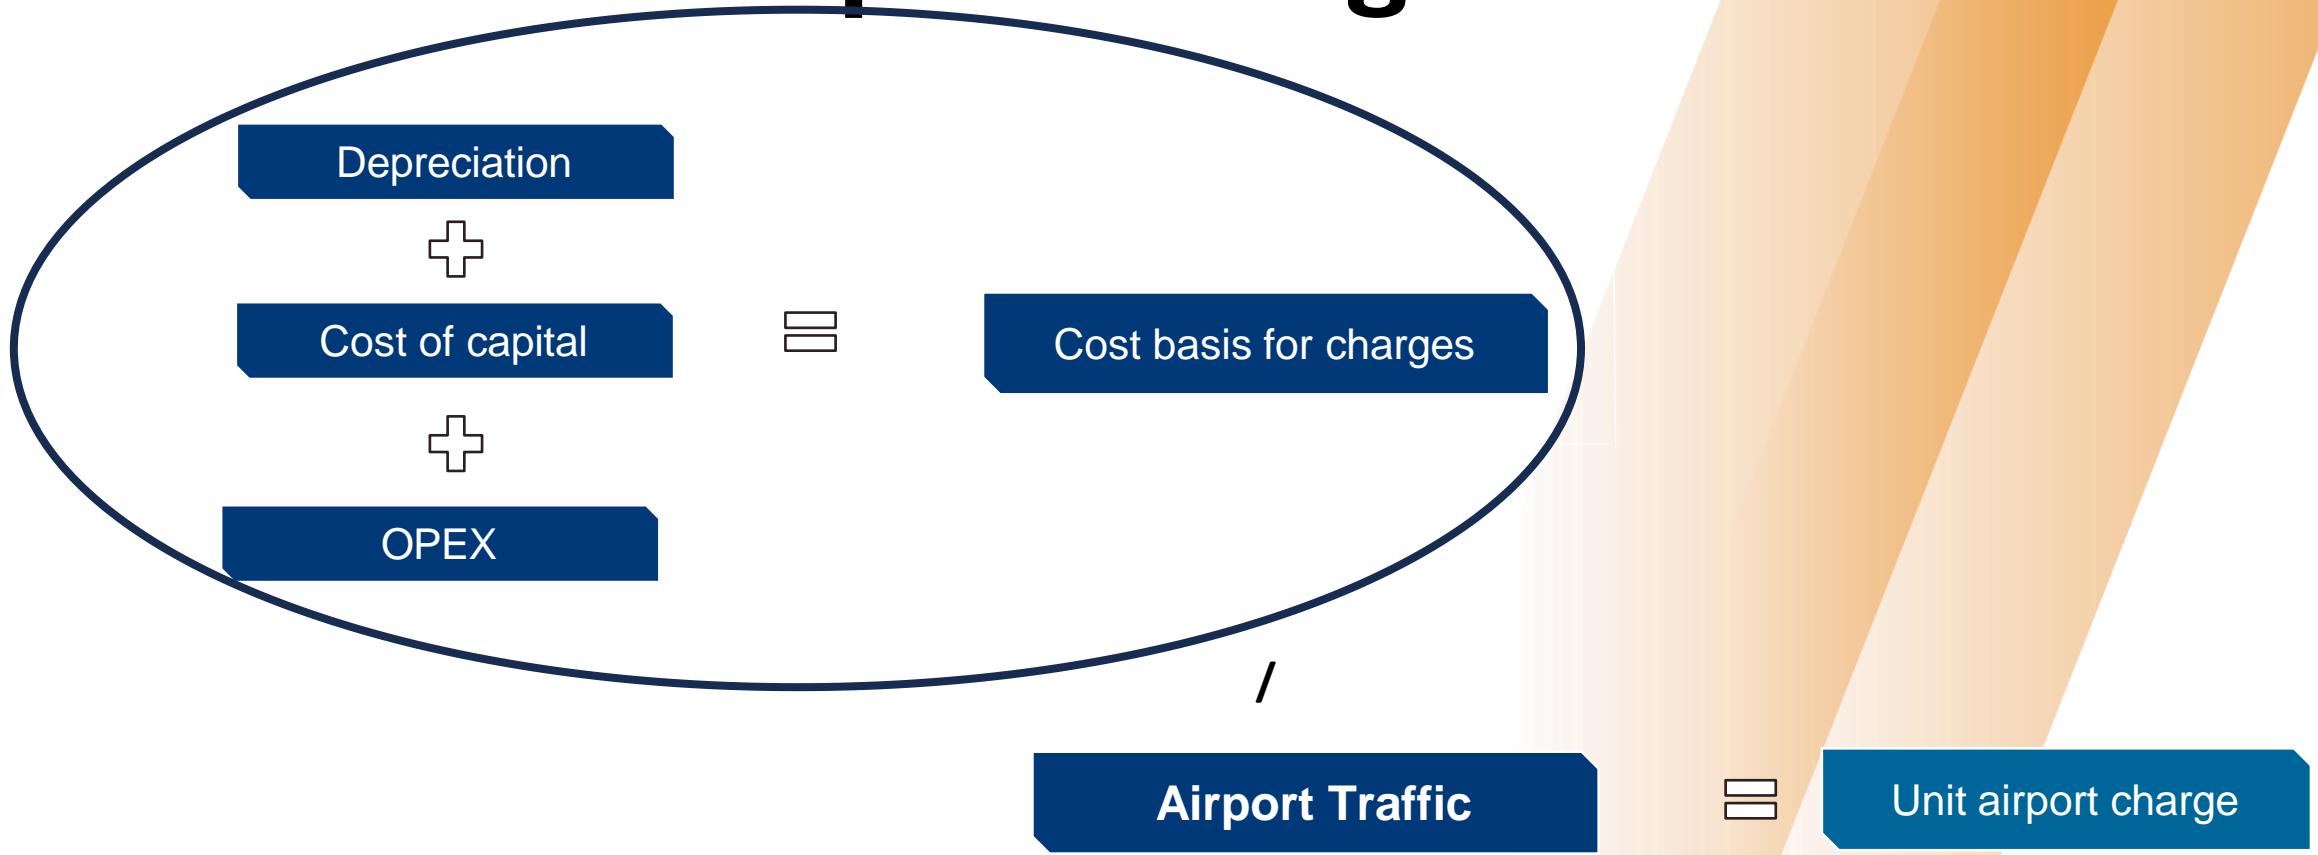 Depreciation
Cost of capital
Cost basis for charges
OPEX
/
Airport Traffic
Unit airport charge